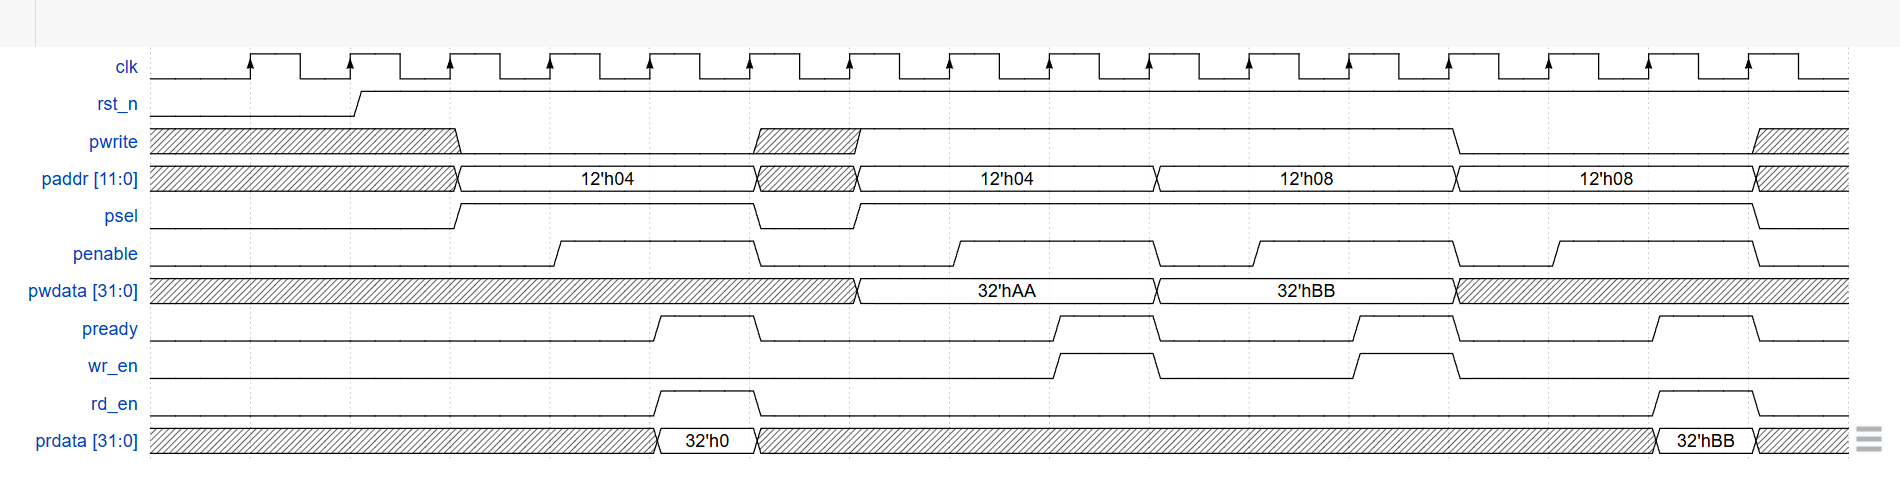 clk
rst_n
pwrite
paddr [11:0] 12'h04 12'h04 12'h08 12'h08
psel
penable
pwdata [31:0] 32'hAA 32'hBB
pready
wr_en
rd_en
prdata [31:0] 32'h0 32'hBB